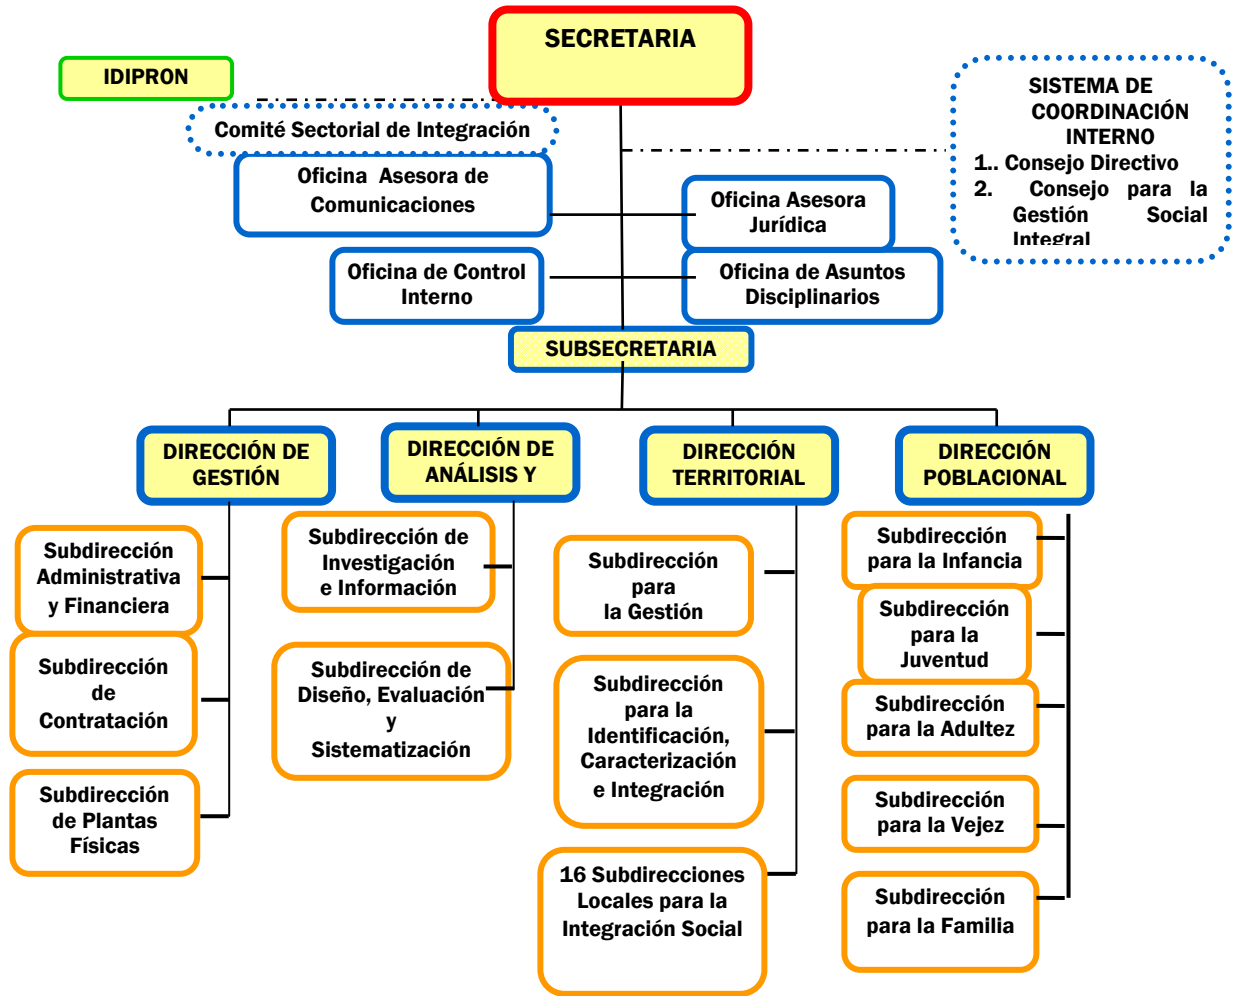 SECRETARIA
IDIPRON
Comité Sectorial de Integración
SISTEMA DE
COORDINACIÓN
INTERNO
1.. Consejo Directivo
2. Consejo para la
Gestión Social
Integral
Oficina Asesora de
Comunicaciones
Oficina Asesora
Jurídica
Oficina de Control
Interno
Oficina de Asuntos
Disciplinarios
SUBSECRETARIA
DIRECCIÓN DE
GESTIÓN
DIRECCIÓN DE
ANÁLISIS Y
DIRECCIÓN
TERRITORIAL
DIRECCIÓN
POBLACIONAL
Subdirección
Administrativa
y Financiera
Subdirección
de
Contratación
Subdirección
de Plantas
Físicas
Subdirección de
Investigación
e Información
Subdirección de
Diseño, Evaluación
y
Sistematización
Subdirección
para
la Gestión
Subdirección
para la
Identificación,
Caracterización
e Integración
16 Subdirecciones
Locales para la
Integración Social
Subdirección
para la Infancia
Subdirección
para la
Juventud
Subdirección
para la Adultez
Subdirección
para la Vejez
Subdirección
para la Familia